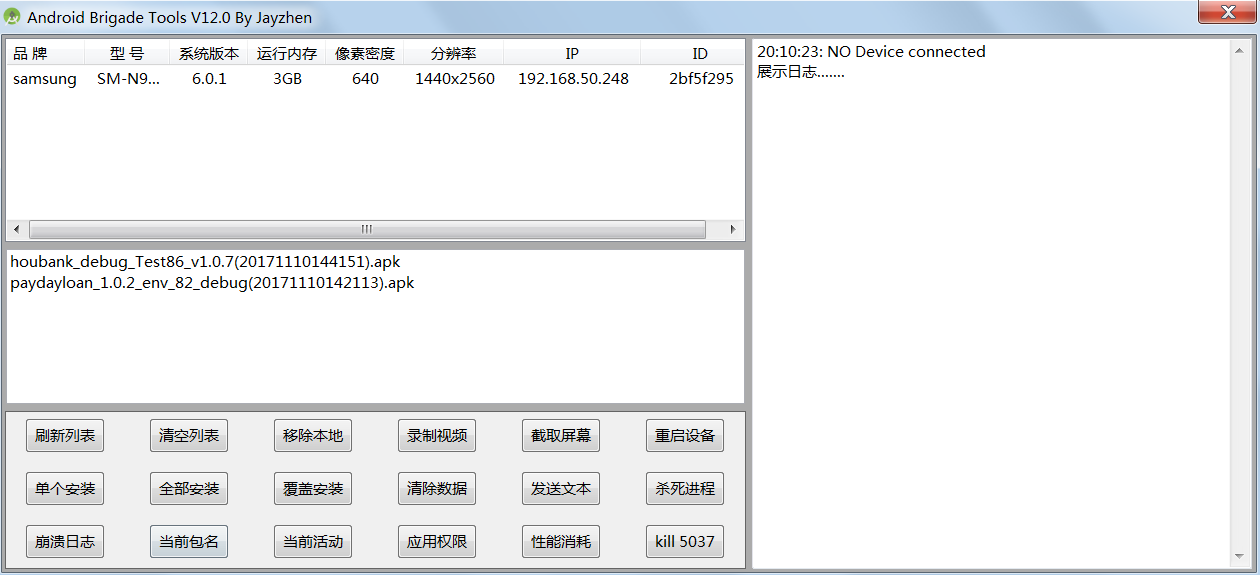 Android Brigade Tools V12.0 By Jayzhen
品 牌 型 号 系统版本 运行内存 像素密度 分辨率 IP ID
samsung SM-N9... 6.0.1 3GB 640 1440x2560 192.168.50.248 2bf5f295
houbank_debug_Test86_v1.0.7(20171110144151).apk
paydayloan_1.0.2_env_82_debug(20171110142113).apk
刷新列表 清空列表 移除本地 录制视频 截取屏幕 重启设备
单个安装 全部安装 覆盖安装 清除数据 发送文本 杀死进程
崩溃日志 当前包名 当前活动 应用权限 性能消耗 kill 5037
20:10:23: NO Device connected
展示日志.......